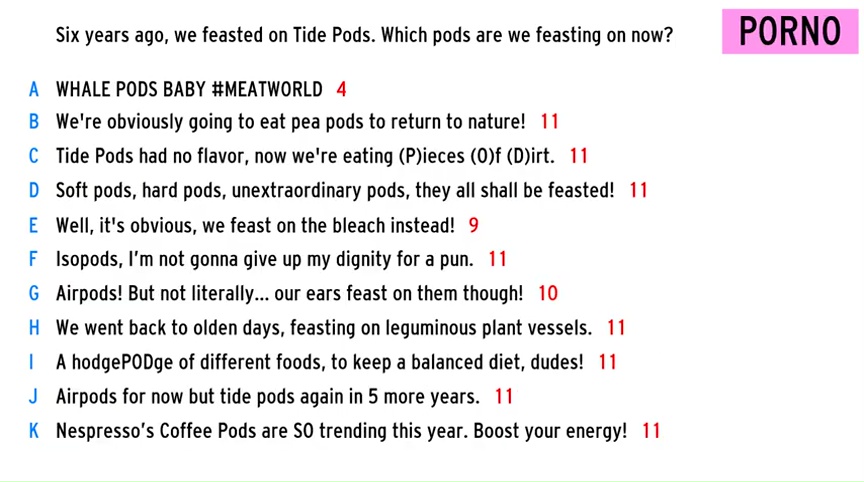 Six years ago, we feasted on Tide Pods. Which pods are we feasting on now?
PORNO
A WHALE PODS BABY #MEATWORLD 4
B We're obviously going to eat pea pods to return to nature! 11
C Tide Pods had no flavor, now we're eating (P)ieces (O)f (D)irt. 11
D Soft pods, hard pods, unextraordinary pods, they all shall be feasted! 11
E Well, it's obvious, we feast on the bleach instead! 9
F Isopods, I’m not gonna give up my dignity for a pun. 11
G Airpods! But not literally... our ears feast on them though! 10
H We went back to olden days, feasting on leguminous plant vessels. 11
I A hodgePODge of different foods, to keep a balanced diet, dudes! 11
J Airpods for now but tide pods again in 5 more years. 11
K Nespresso’s Coffee Pods are SO trending this year. Boost your energy! 11